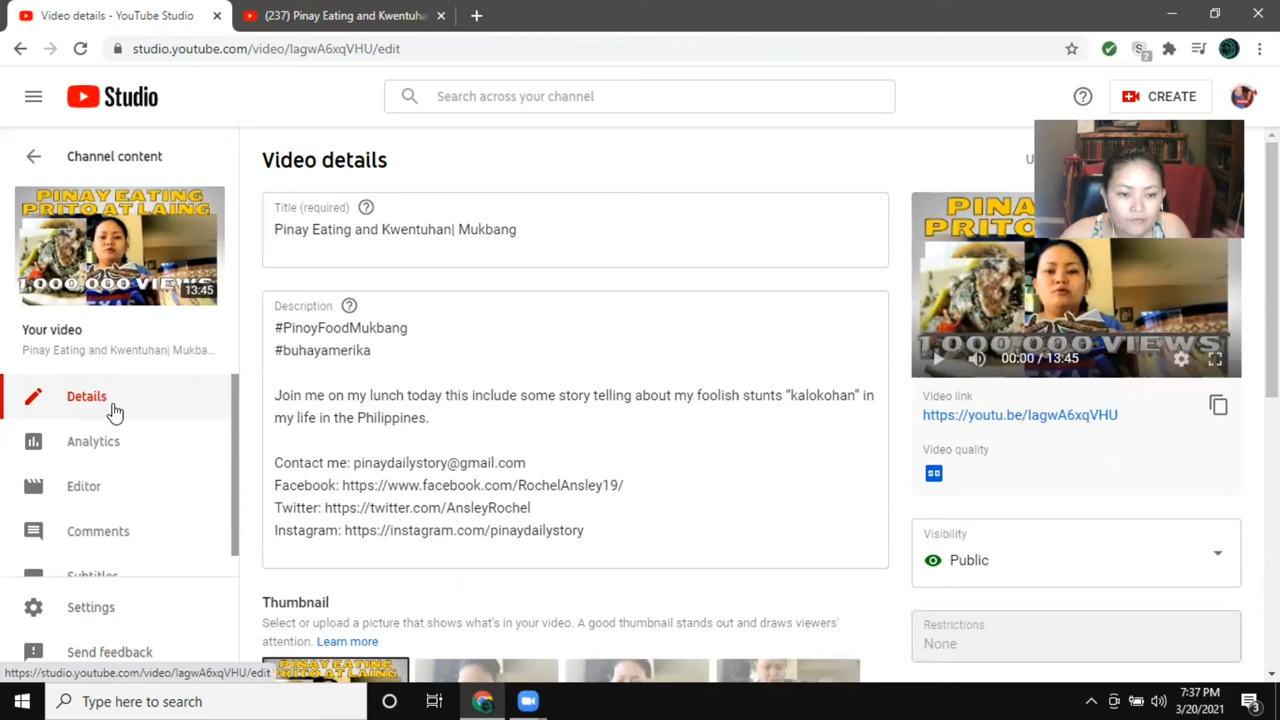 Video details - YouTube Studio
(237) Pinay Eating and Kwentuha
studio.youtube.com/video/IagwA6xqVHU/edit
2
Studio
Search across your channel
CREATE
Channel content
PINAY EATING
PRITO AT LAING
1,000,000 VIEWS
13:45
Your video
Pinay Eating and Kwentuhan| Mukba...
Details
Analytics
Editor
Comments
Subtitles
Settings
Send feedback
https://studio.youtube.com/video/IagwA6xqVHU/edit
Video details
Title (required)
Pinay Eating and Kwentuhan| Mukbang
Description
#PinoyFoodMukbang
#buhayamerika
Join me on my lunch today this include some story telling about my foolish stunts “kalokohan” in
my life in the Philippines.
Contact me: pinaydailystory@gmail.com
Facebook: https://www.facebook.com/RochelAnsley19/
Twitter: https://twitter.com/AnsleyRochel
Instagram: https://instagram.com/pinaydailystory
Thumbnail
Select or upload a picture that shows what's in your video. A good thumbnail stands out and draws viewers'
attention. Learn more
PINAY EATING
1,000,000 VIEWS
00:00 / 13:45
Video link
https://youtu.be/IagwA6xqVHU
Video quality
SD
Visibility
Public
Restrictions
None
Type here to search
7:37 PM
3/20/2021
3